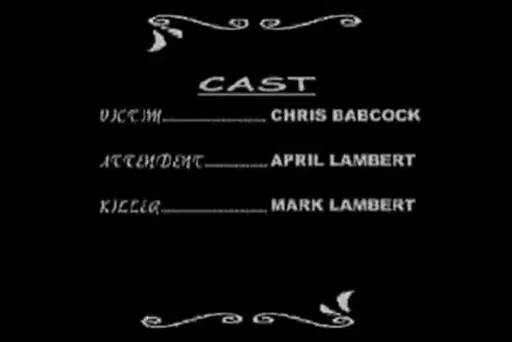 CAST
VICTIM CHRIS BABCOCK
ATTENDENT APRIL LAMBERT
KILLER MARK LAMBERT